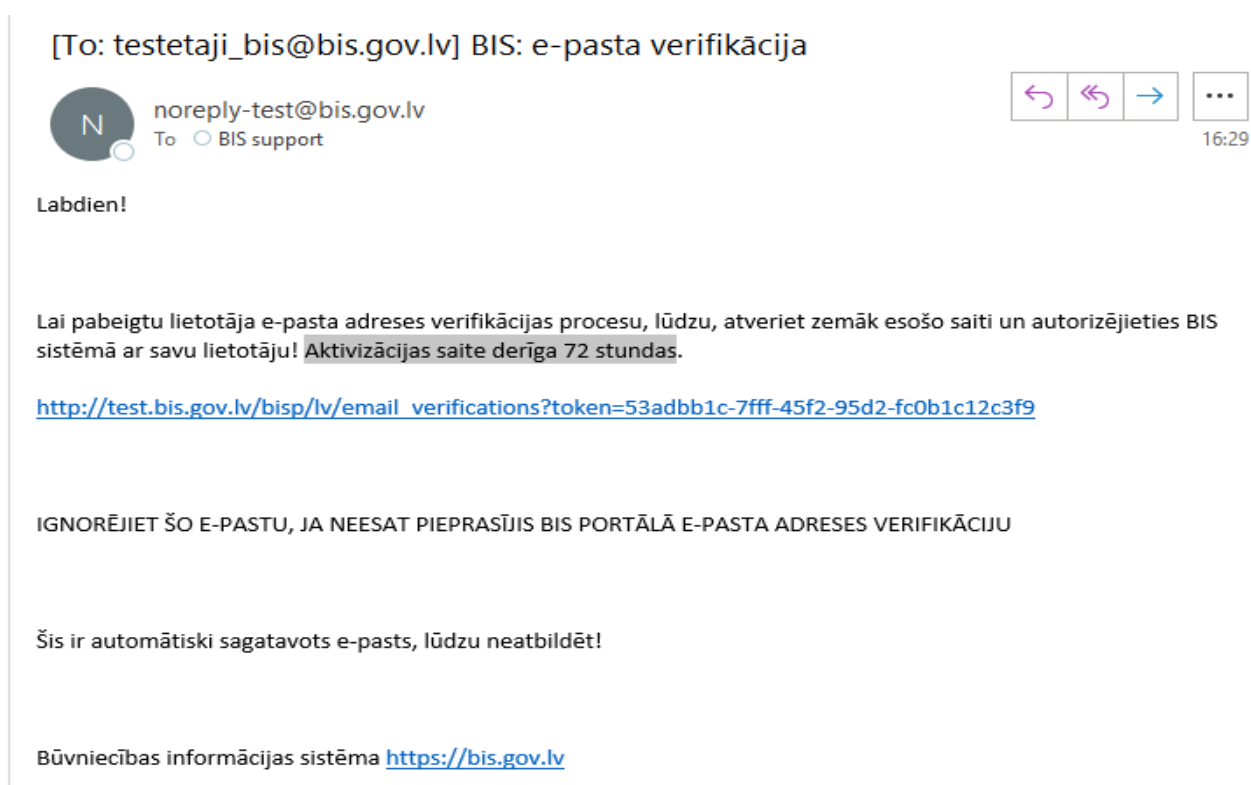 [To: testetaji_bis@bis.gov.lv] BIS: e-pasta verifikācija
N
noreply-test@bis.gov.lv
To BIS support
16:29
Labdien!
Lai pabeigtu lietotāja e-pasta adreses verifikācijas procesu, lūdzu, atveriet zemāk esošo saiti un autorizējieties BIS
sistēmā ar savu lietotāju! Aktivizācijas saite derīga 72 stundas.
http://test.bis.gov.lv/bisp/lv/email_verifications?token=53adbb1c-7fff-45f2-95d2-fc0b1c12c3f9
IGNORĒJIET ŠO E-PASTU, JA NEESAT PIEPRASĪJIS BIS PORTĀLĀ E-PASTA ADRESES VERIFIKĀCIJU
Šis ir automātiski sagatavots e-pasts, lūdzu neatbildēt!
Būvniecības informācijas sistēma https://bis.gov.lv